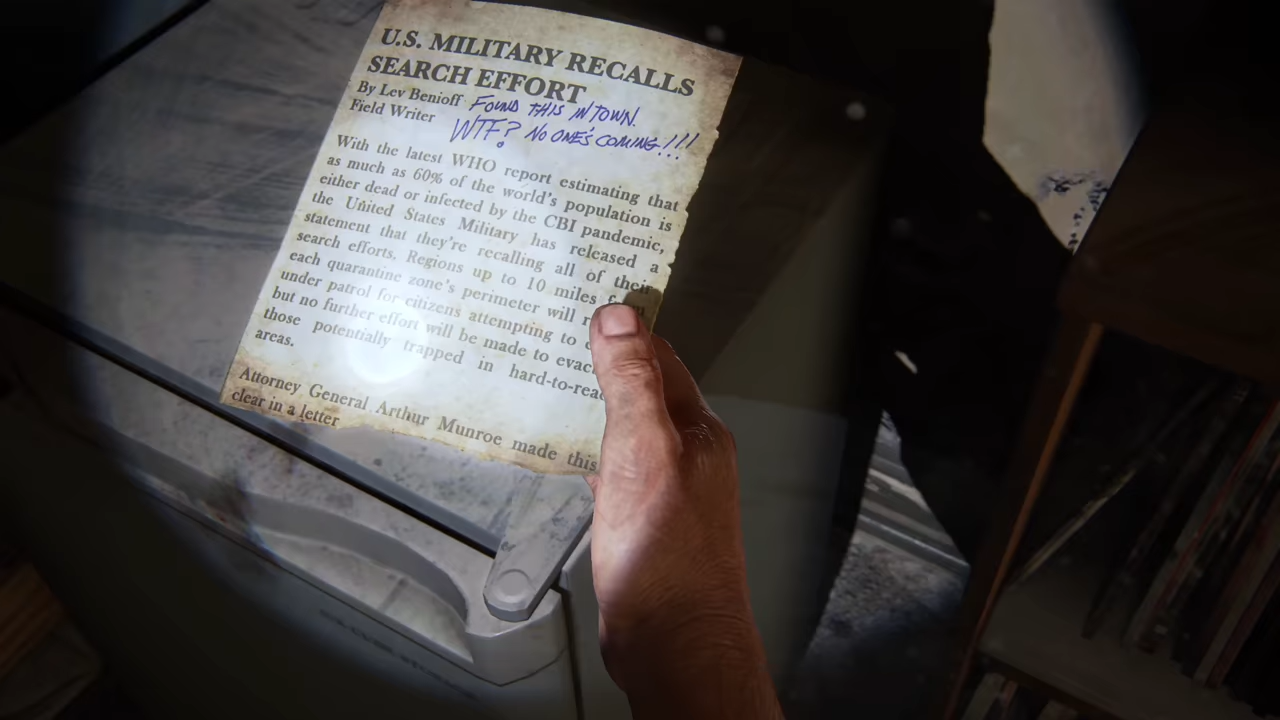 U.S. MILITARY RECALLS
SEARCH EFFORT
By Lev Benioff
Field Writer
FOUND THIS IN TOWN.
WTF? NO ONE'S COMING!!!
With the latest WHO report estimating that
as much as 60% of the world's population is
either dead or infected by the CBI pandemic,
the United States Military has released a
statement that they're recalling all of their
search efforts. Regions up to 10 miles
each quarantine zone's perimeter will
under patrol for citizens attempting to
but no further effort will be made to
those potentially trapped in
areas.
Attorney General Arthur Munroe made this
clear in a letter